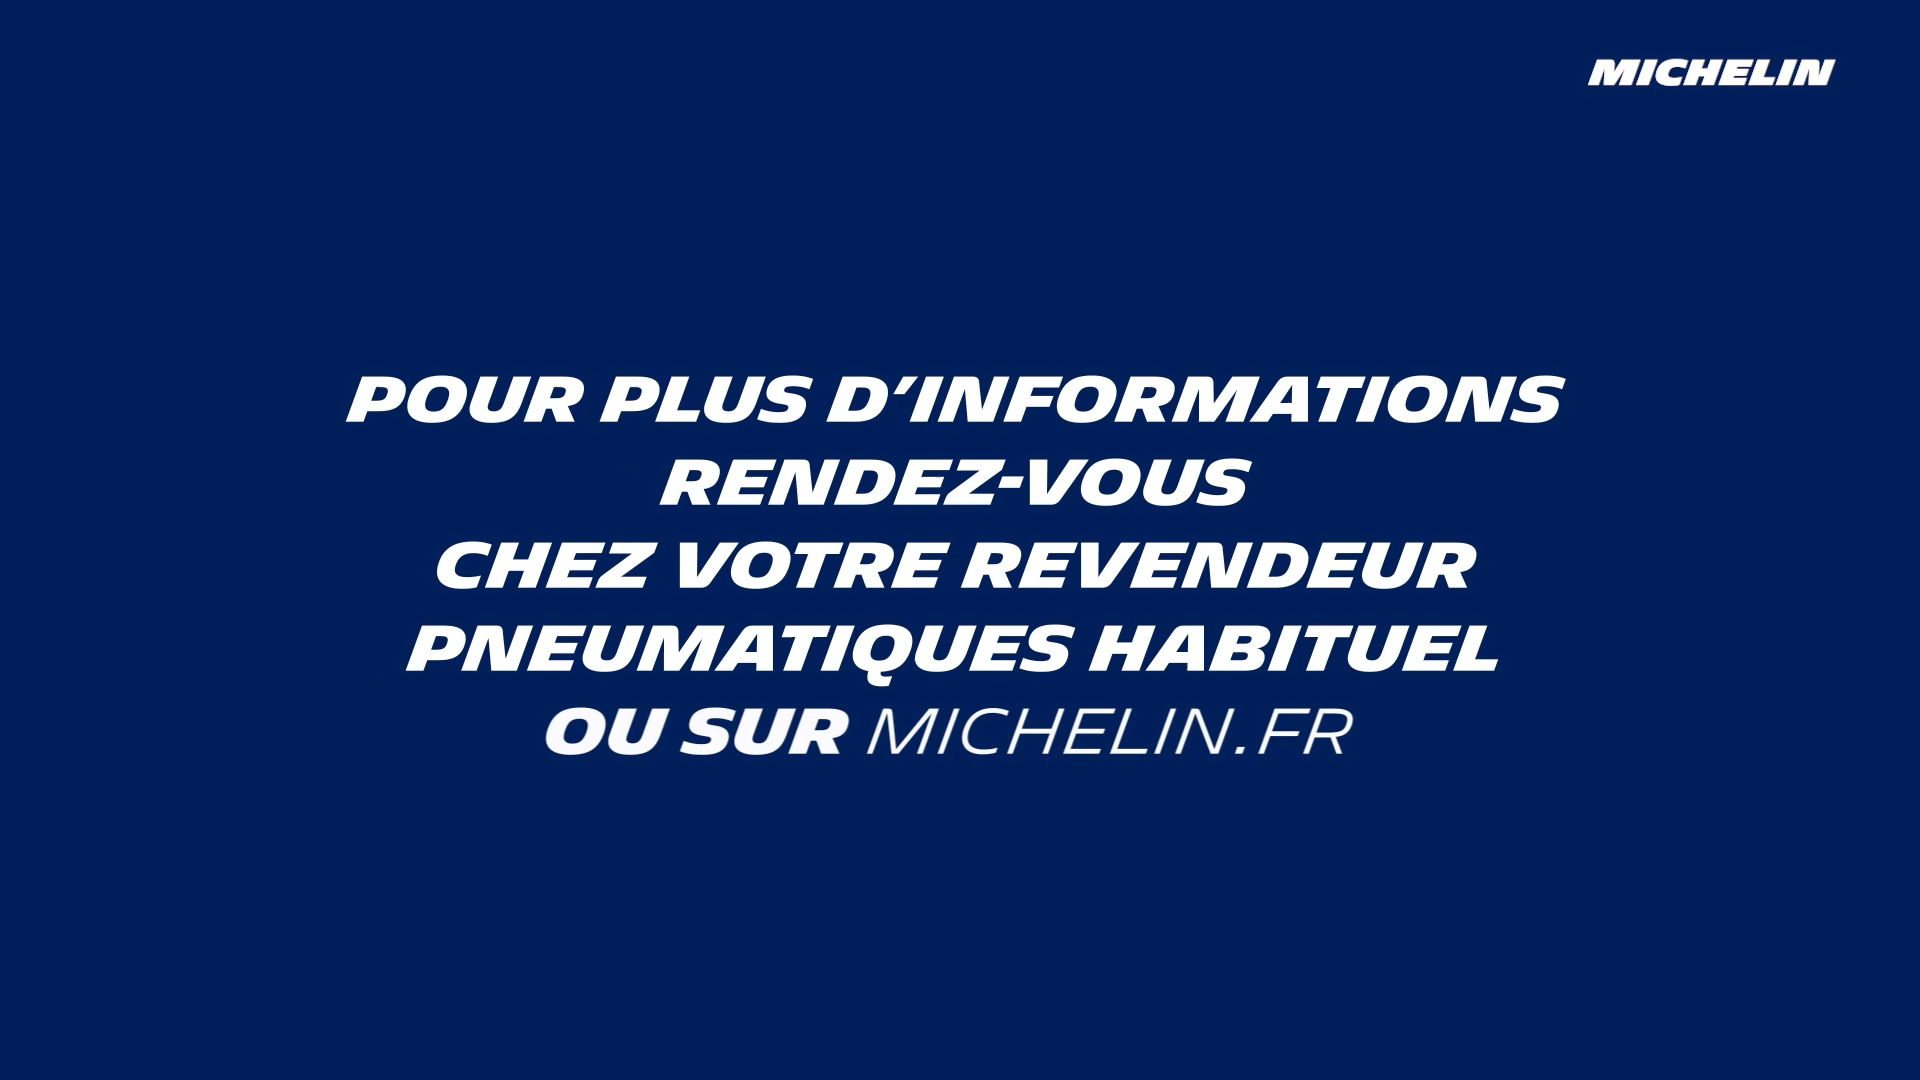 MICHELIN
POUR PLUS D’INFORMATIONS
RENDEZ-VOUS
CHEZ VOTRE REVENDEUR
PNEUMATIQUES HABITUEL
OU SUR MICHELIN.FR